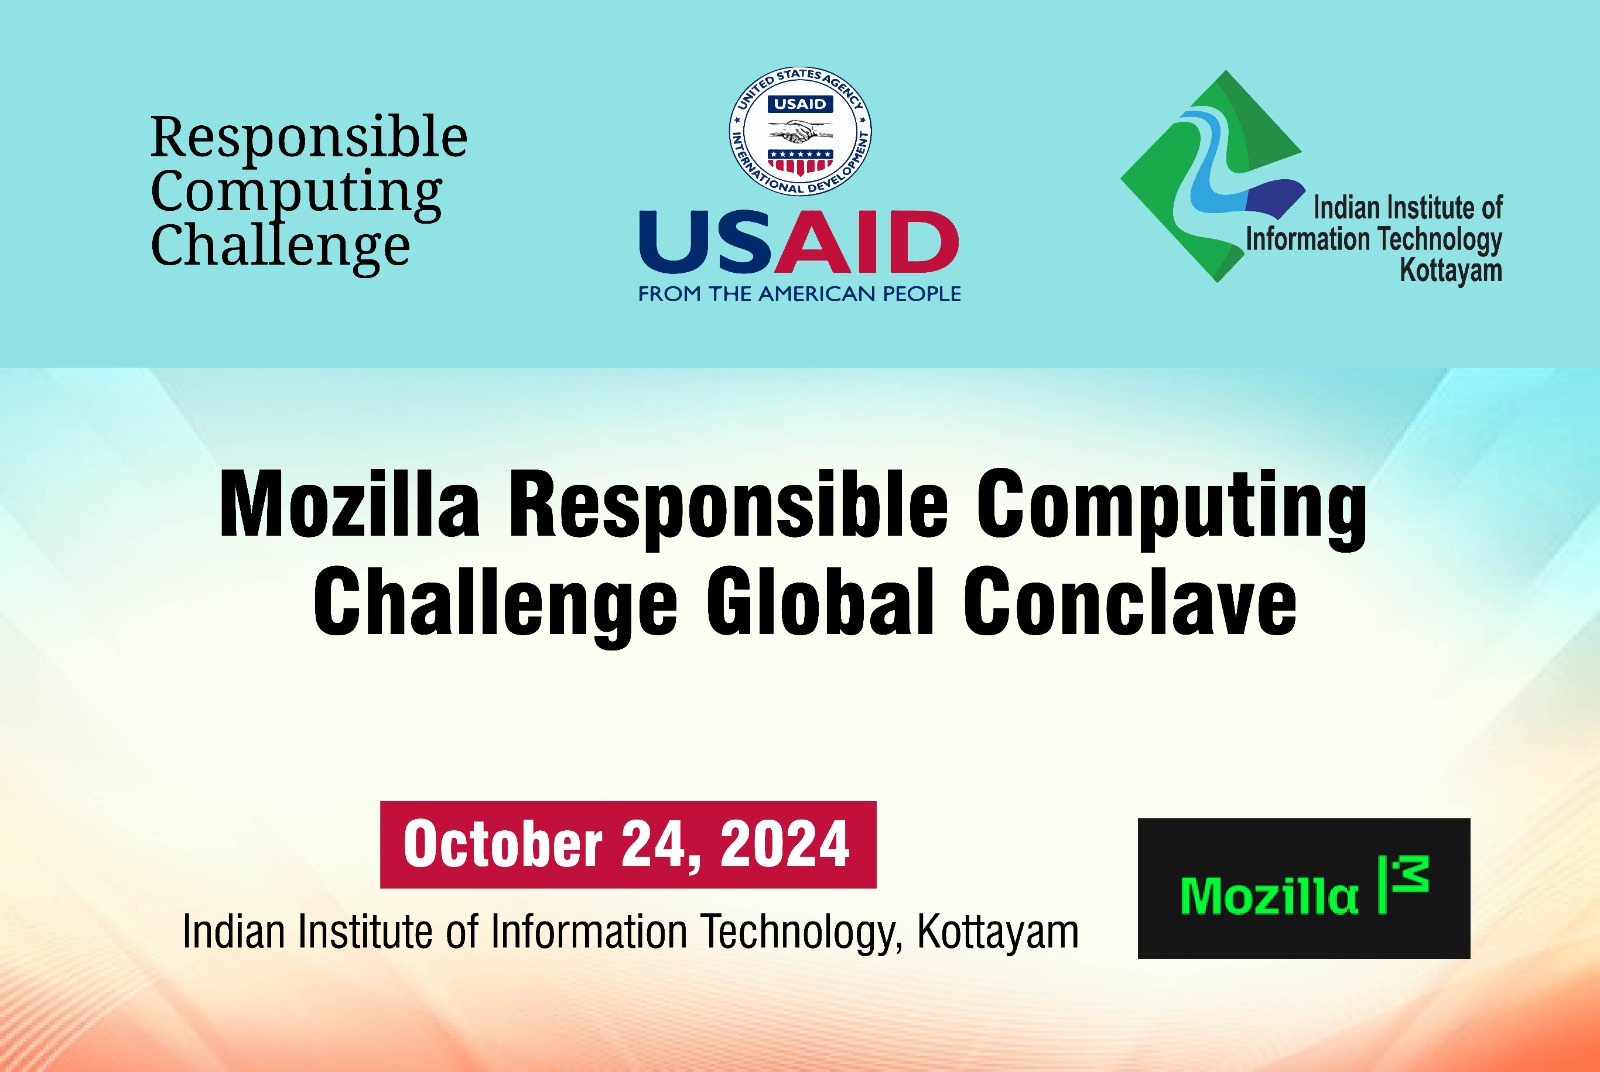 Responsible
Computing
Challenge
UNITED STATES AGENCY
INTERNATIONAL DEVELOPMENT
USAID
USAID
FROM THE AMERICAN PEOPLE
Indian Institute of
Information Technology
Kottayam
Mozilla Responsible Computing
Challenge Global Conclave
October 24, 2024
Indian Institute of Information Technology, Kottayam
Mozilla